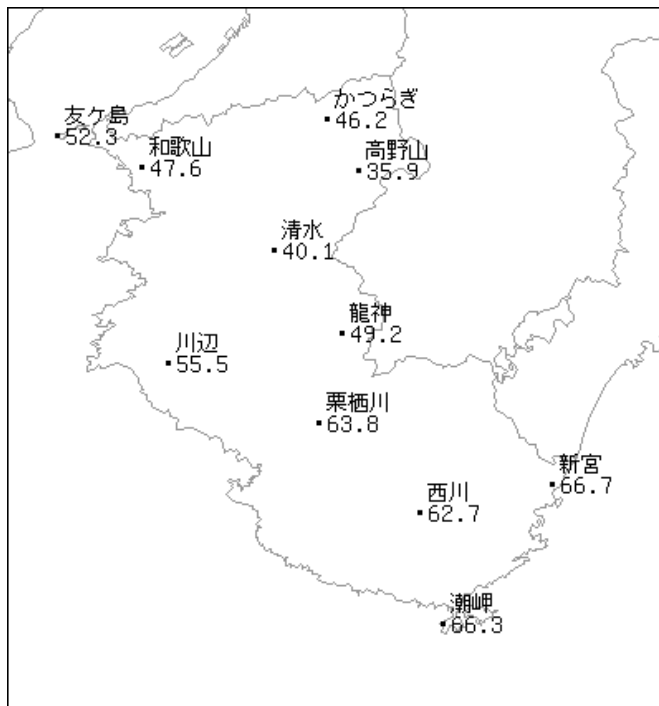 かつらぎ
46.2
友ケ島
52.3
和歌山
47.6
高野山
35.9
清水
40.1
龍神
49.2
川辺
55.5
栗栖川
63.8
新宮
66.7
西川
62.7
潮岬
66.3